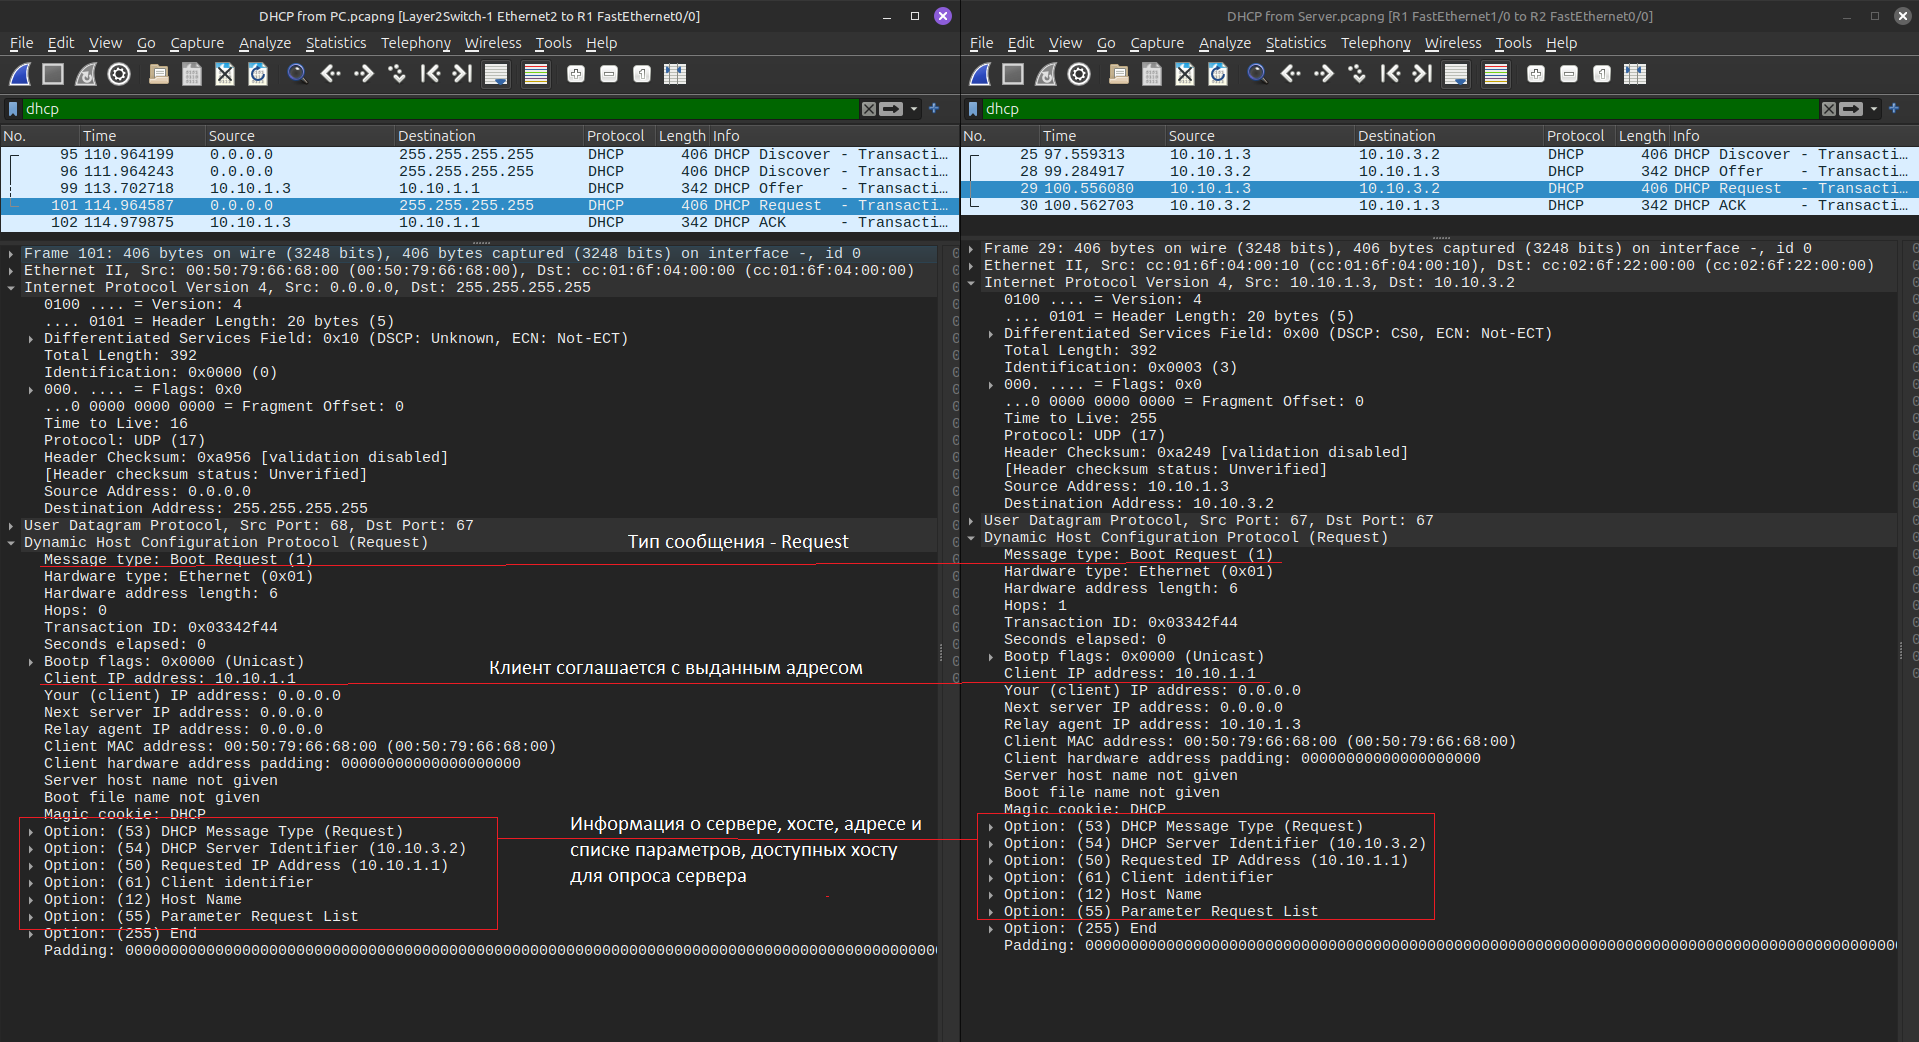 DHCP from PC.pcapng [Layer2Switch-1 Ethernet2 to R1 FastEthernet0/0]
File Edit View Go Capture Analyze Statistics Telephony Wireless Tools Help
dhcp
No. Time Source Destination Protocol Length Info
95 110.964199 0.0.0.0 255.255.255.255 DHCP 406 DHCP Discover - Transacti…
96 111.964243 0.0.0.0 255.255.255.255 DHCP 406 DHCP Discover - Transacti…
99 113.702718 10.10.1.3 10.10.1.1 DHCP 342 DHCP Offer - Transacti…
101 114.964587 0.0.0.0 255.255.255.255 DHCP 406 DHCP Request - Transacti…
102 114.979875 10.10.1.3 10.10.1.1 DHCP 342 DHCP ACK - Transacti…
Frame 101: 406 bytes on wire (3248 bits), 406 bytes captured (3248 bits) on interface -, id 0
Ethernet II, Src: 00:50:79:66:68:00 (00:50:79:66:68:00), Dst: cc:01:6f:04:00:00 (cc:01:6f:04:00:00)
Internet Protocol Version 4, Src: 0.0.0.0, Dst: 255.255.255.255
0100 .... = Version: 4
.... 0101 = Header Length: 20 bytes (5)
Differentiated Services Field: 0x10 (DSCP: Unknown, ECN: Not-ECT)
Total Length: 392
Identification: 0x0000 (0)
000. .... = Flags: 0x0
...0 0000 0000 0000 = Fragment Offset: 0
Time to Live: 16
Protocol: UDP (17)
Header Checksum: 0xa956 [validation disabled]
[Header checksum status: Unverified]
Source Address: 0.0.0.0
Destination Address: 255.255.255.255
User Datagram Protocol, Src Port: 68, Dst Port: 67
Dynamic Host Configuration Protocol (Request)
Message type: Boot Request (1)
Hardware type: Ethernet (0x01)
Hardware address length: 6
Hops: 0
Transaction ID: 0x03342f44
Seconds elapsed: 0
Bootp flags: 0x0000 (Unicast)
Client IP address: 10.10.1.1
Your (client) IP address: 0.0.0.0
Next server IP address: 0.0.0.0
Relay agent IP address: 0.0.0.0
Client MAC address: 00:50:79:66:68:00 (00:50:79:66:68:00)
Client hardware address padding: 00000000000000000000
Server host name not given
Boot file name not given
Magic cookie: DHCP
Option: (53) DHCP Message Type (Request)
Option: (54) DHCP Server Identifier (10.10.3.2)
Option: (50) Requested IP Address (10.10.1.1)
Option: (61) Client identifier
Option: (12) Host Name
Option: (55) Parameter Request List
Option: (255) End
Padding: 000000000000000000000000000000000000000000000000000000000000000000000000000000000000000000
Тип сообщения - Request
Клиент соглашается с выданным адресом
Информация о сервере, хосте, адресе и
списке параметров, доступных хосту
для опроса сервера
DHCP from Server.pcapng [R1 FastEthernet1/0 to R2 FastEthernet0/0]
File Edit View Go Capture Analyze Statistics Telephony Wireless Tools Help
dhcp
No. Time Source Destination Protocol Length Info
25 97.559313 10.10.1.3 10.10.3.2 DHCP 406 DHCP Discover - Transacti…
28 99.284917 10.10.3.2 10.10.1.3 DHCP 342 DHCP Offer - Transacti…
29 100.556080 10.10.1.3 10.10.3.2 DHCP 406 DHCP Request - Transacti…
30 100.562703 10.10.3.2 10.10.1.3 DHCP 342 DHCP ACK - Transacti…
Frame 29: 406 bytes on wire (3248 bits), 406 bytes captured (3248 bits) on interface -, id 0
Ethernet II, Src: cc:01:6f:04:00:10 (cc:01:6f:04:00:10), Dst: cc:02:6f:22:00:00 (cc:02:6f:22:00:00)
Internet Protocol Version 4, Src: 10.10.1.3, Dst: 10.10.3.2
0100 .... = Version: 4
.... 0101 = Header Length: 20 bytes (5)
Differentiated Services Field: 0x00 (DSCP: CS0, ECN: Not-ECT)
Total Length: 392
Identification: 0x0003 (3)
000. .... = Flags: 0x0
...0 0000 0000 0000 = Fragment Offset: 0
Time to Live: 255
Protocol: UDP (17)
Header Checksum: 0xa249 [validation disabled]
[Header checksum status: Unverified]
Source Address: 10.10.1.3
Destination Address: 10.10.3.2
User Datagram Protocol, Src Port: 67, Dst Port: 67
Dynamic Host Configuration Protocol (Request)
Message type: Boot Request (1)
Hardware type: Ethernet (0x01)
Hardware address length: 6
Hops: 1
Transaction ID: 0x03342f44
Seconds elapsed: 0
Bootp flags: 0x0000 (Unicast)
Client IP address: 10.10.1.1
Your (client) IP address: 0.0.0.0
Next server IP address: 0.0.0.0
Relay agent IP address: 10.10.1.3
Client MAC address: 00:50:79:66:68:00 (00:50:79:66:68:00)
Client hardware address padding: 00000000000000000000
Server host name not given
Boot file name not given
Magic cookie: DHCP
Option: (53) DHCP Message Type (Request)
Option: (54) DHCP Server Identifier (10.10.3.2)
Option: (50) Requested IP Address (10.10.1.1)
Option: (61) Client identifier
Option: (12) Host Name
Option: (55) Parameter Request List
Option: (255) End
Padding: 000000000000000000000000000000000000000000000000000000000000000000000000000000000000000000